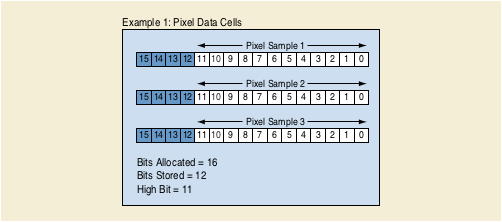 Example 1: Pixel Data Cells
Pixel Sample 1
15 14 13 12 11 10 9 8 7 6 5 4 3 2 1 0
Pixel Sample 2
15 14 13 12 11 10 9 8 7 6 5 4 3 2 1 0
Pixel Sample 3
15 14 13 12 11 10 9 8 7 6 5 4 3 2 1 0
Bits Allocated = 16
Bits Stored = 12
High Bit = 11